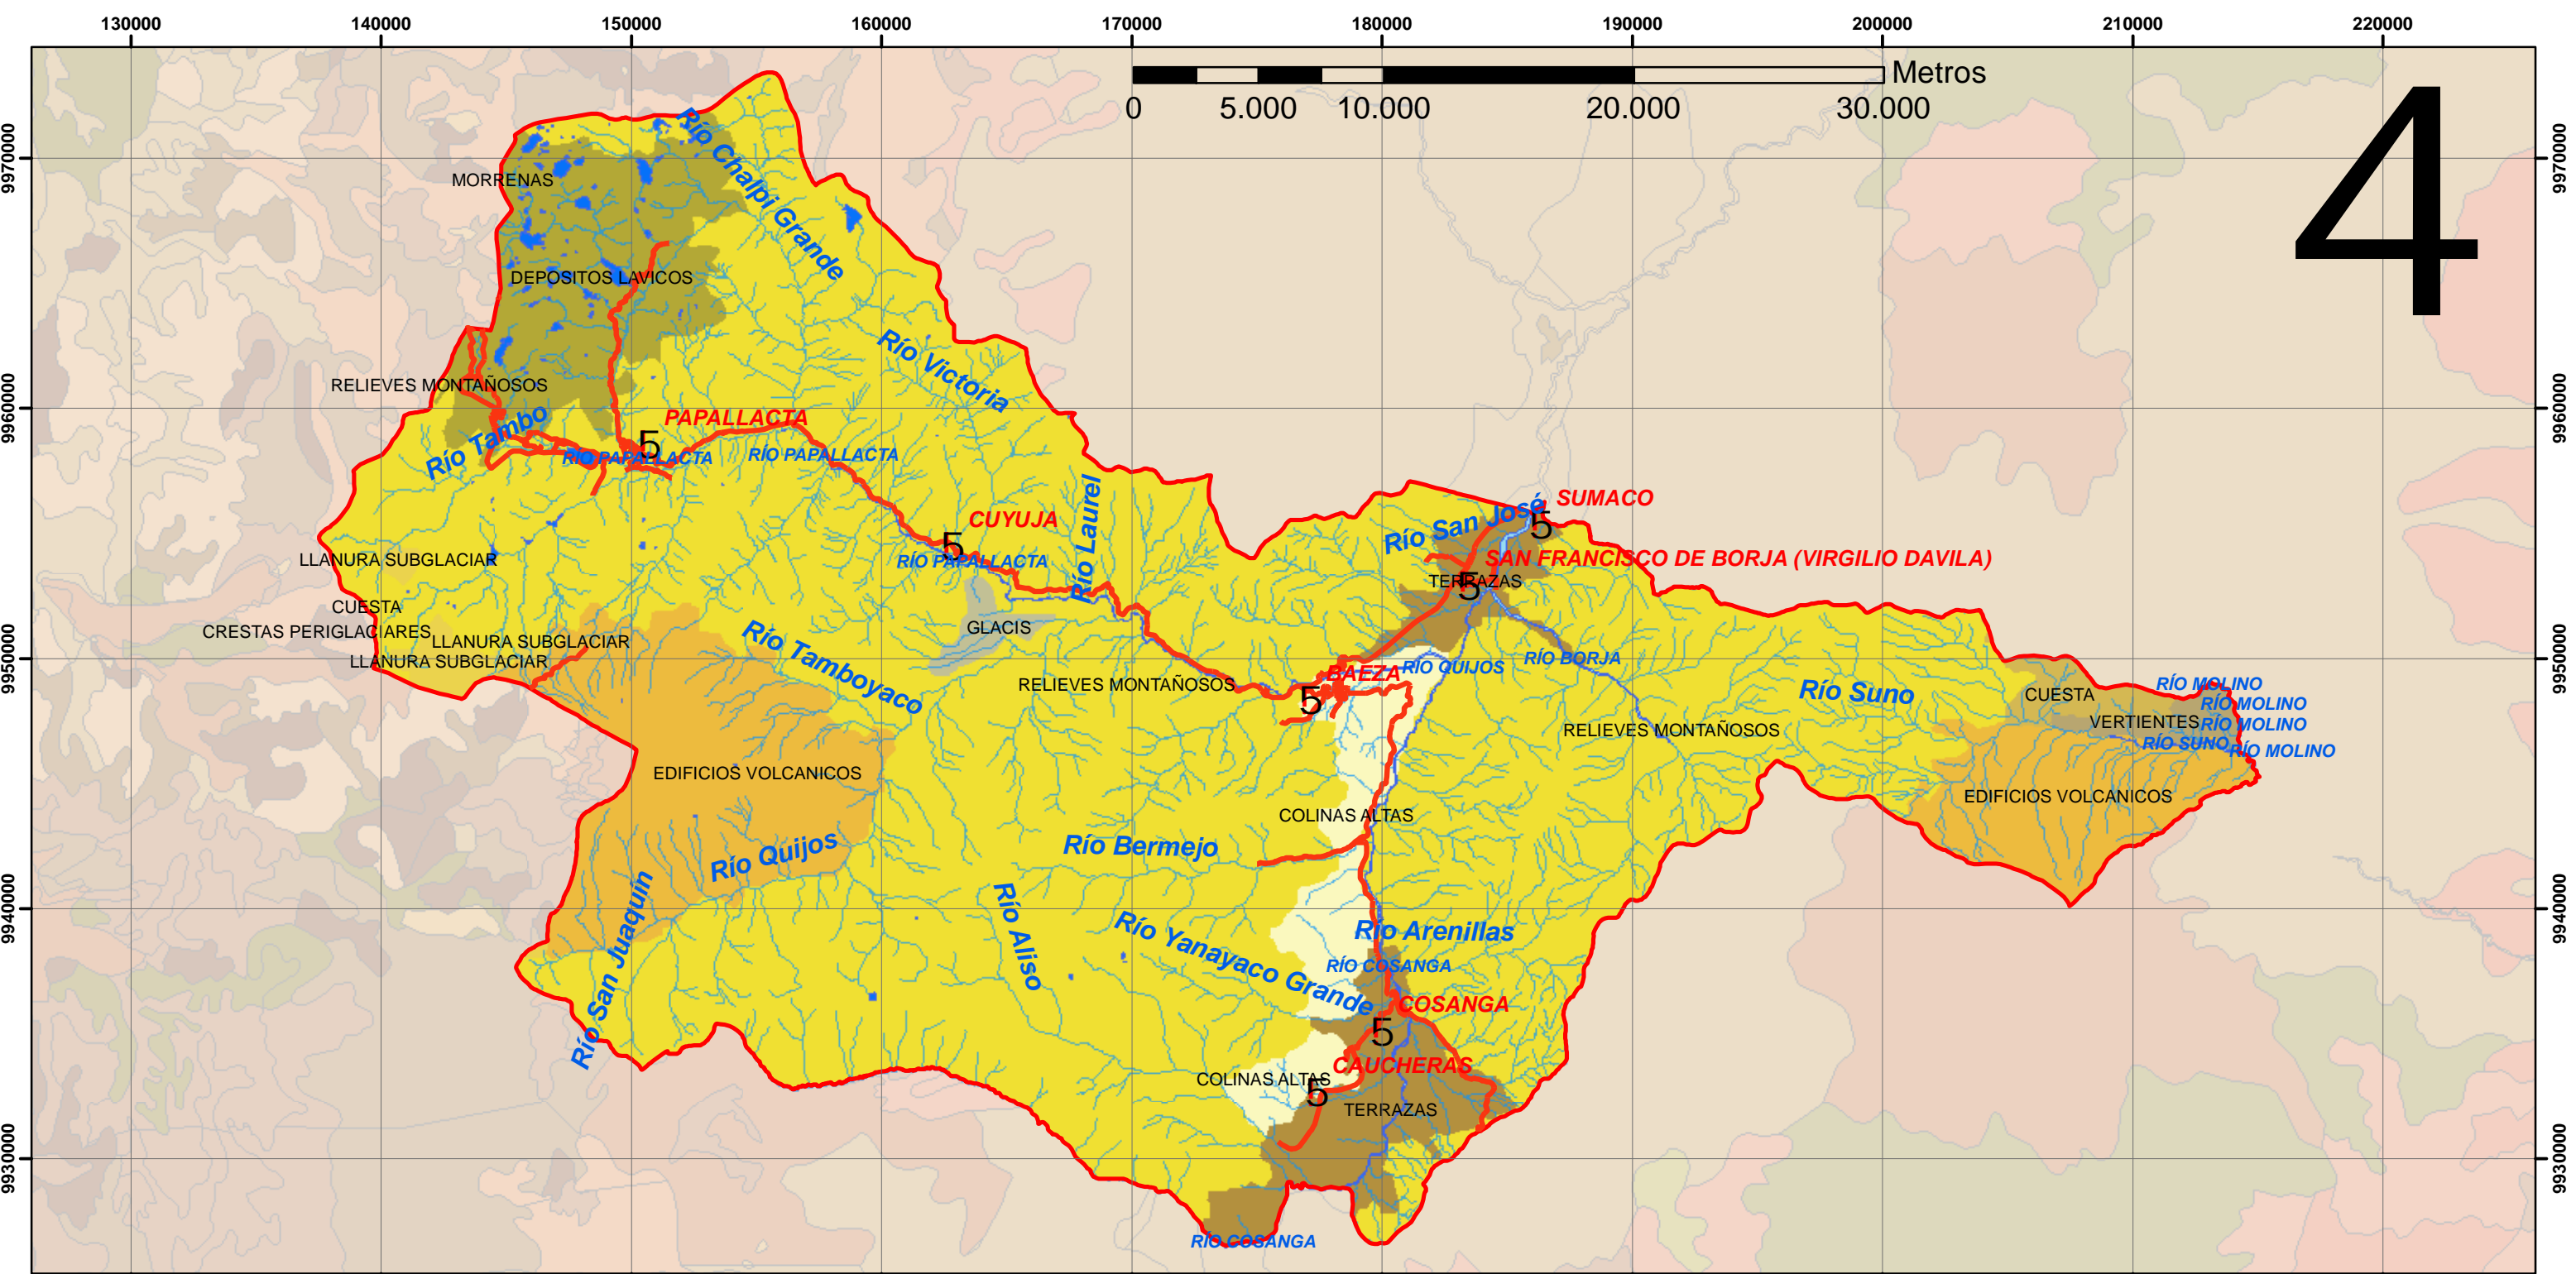 130000 140000 150000 160000 170000 180000 190000 200000 210000 220000
Metros
0 5.000 10.000 20.000 30.000
4
9970000 9970000
Río Chalpi Grande
MORRENAS
DEPOSITOS LAVICOS
Río Victoria
RELIEVES MONTAÑOSOS
9960000 9960000
Río Tambo
PAPALLACTA
5
RÍO PAPALLACTA
RÍO PAPALLACTA
Río Laurel
SUMACO
5
Río San José
CUYUJA
5
RÍO PAPALLACTA
SAN FRANCISCO DE BORJA (VIRGILIO DAVILA)
5
TERRAZAS
LLANURA SUBGLACIAR
CUESTA
CRESTAS PERIGLACIARES
LLANURA SUBGLACIAR
LLANURA SUBGLACIAR
GLACIS
9950000 9950000
Río Tamboyaco
RELIEVES MONTAÑOSOS
BAEZA
5
RÍO QUIJOS
RÍO BORJA
Río Suno
CUESTA
RÍO MOLINO
RÍO MOLINO
VERTIENTES
RÍO MOLINO
RÍO SUNO
RÍO MOLINO
RELIEVES MONTAÑOSOS
EDIFICIOS VOLCANICOS
EDIFICIOS VOLCANICOS
COLINAS ALTAS
Río Bermejo
Río Quijos
9940000 9940000
Río San Juaquin
Río Aliso
Río Yanayaco Grande
Río Arenillas
RÍO COSANGA
COSANGA
5
CAUCHERAS
5
COLINAS ALTAS
TERRAZAS
9930000 9930000
RÍO COSANGA